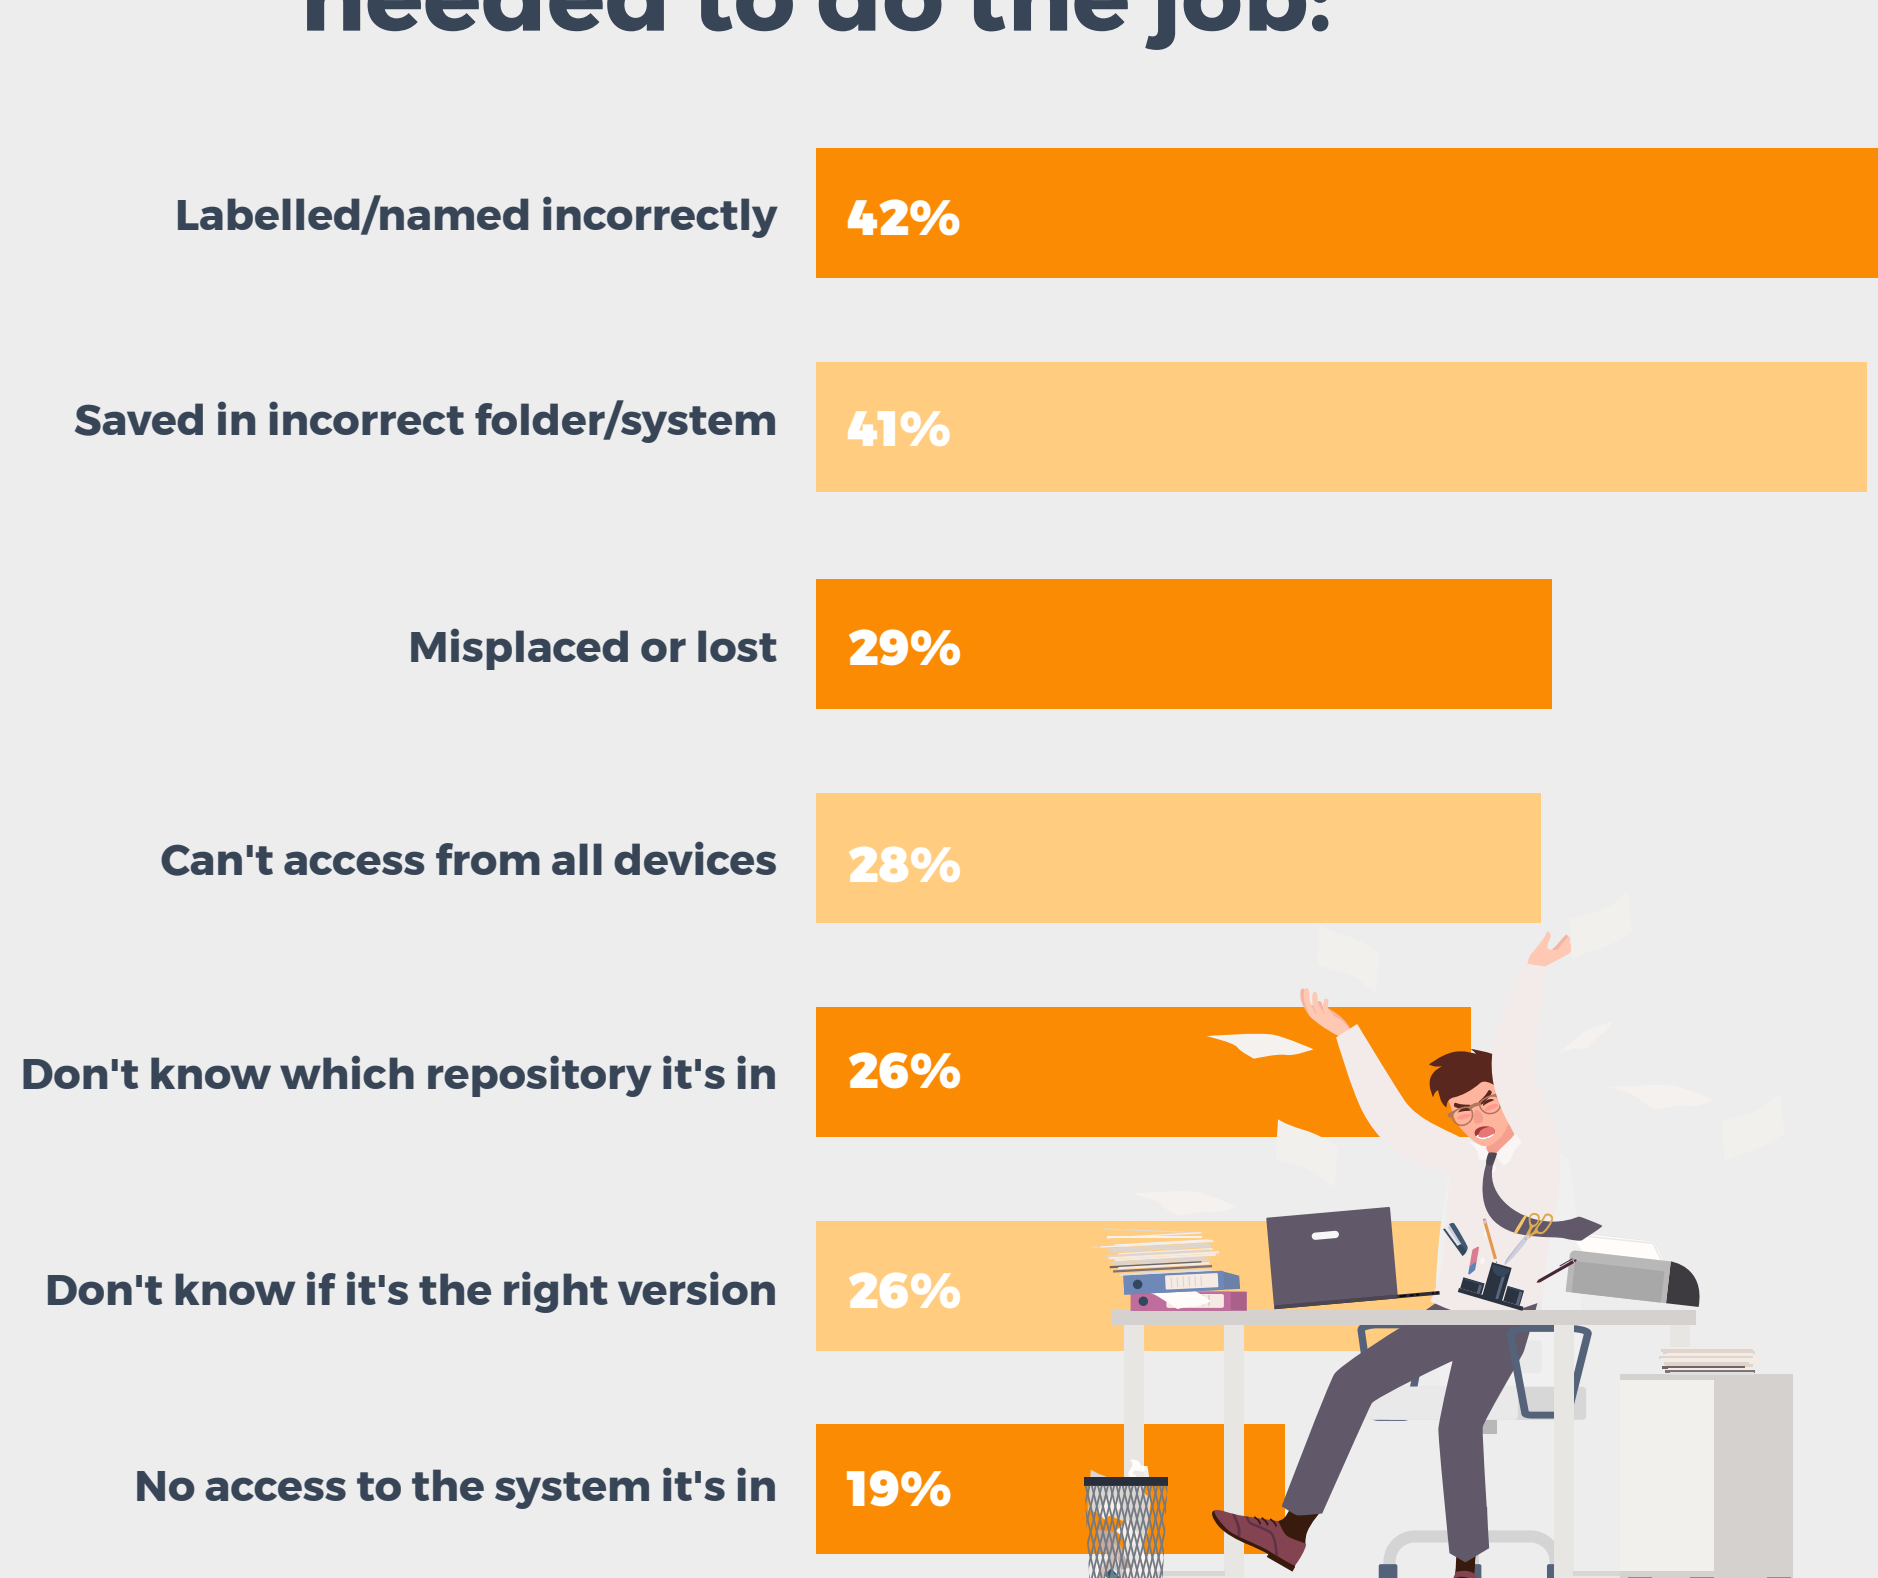 needed to do the job:
Labelled/named incorrectly 42%
Saved in incorrect folder/system 41%
Misplaced or lost 29%
Can't access from all devices 28%
Don't know which repository it's in 26%
Don't know if it's the right version 26%
No access to the system it's in 19%